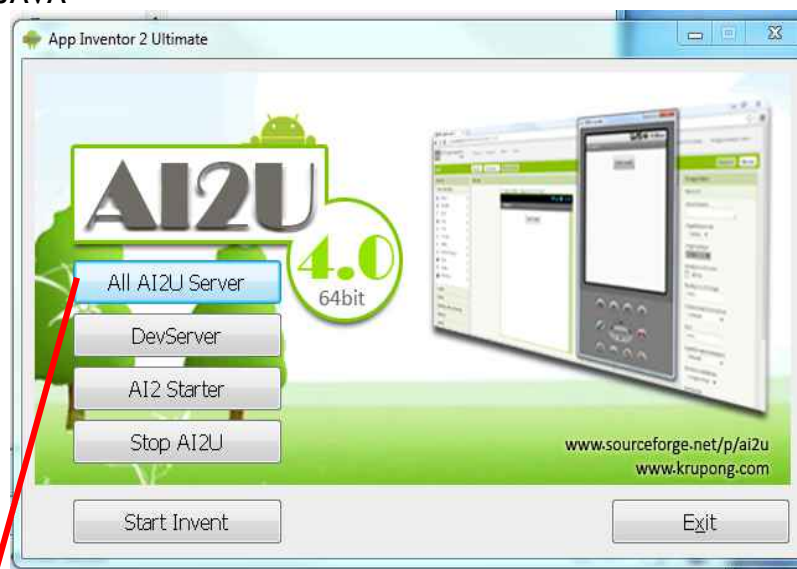 App Inventor 2 Ultimate
AI2U
4.0
64bit
All AI2U Server
DevServer
AI2 Starter
Stop AI2U
www.sourceforge.net/p/ai2u
www.krupong.com
Start Invent
Exit